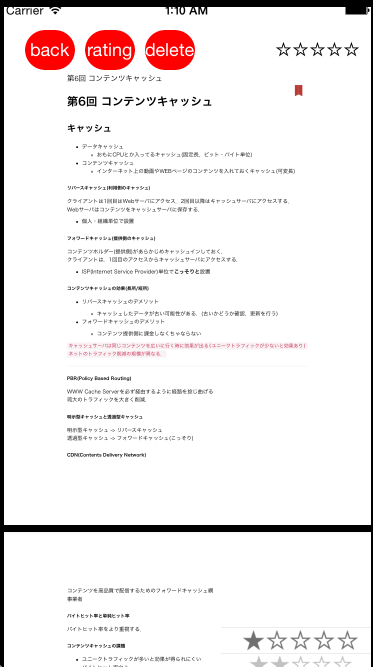 Carrier 1:10 AM
back rating delete
☆☆☆☆☆
第6回 コンテンツキャッシュ
第6回 コンテンツキャッシュ
キャッシュ
データキャッシュ
おもにCPUとか入ってるキャッシュ(固定長、ビット・バイト単位)
コンテンツキャッシュ
インターネット上の動画やWEBページのコンテンツを入れておくキャッシュ(可変長)
リバースキャッシュ(利用側のキャッシュ)
クライアントは1回目はWebサーバにアクセス、2回目以降はキャッシュサーバにアクセスする。
Webサーバはコンテンツをキャッシュサーバに保存する.
個人・組織単位で設置
フォワードキャッシュ(提供側のキャッシュ)
コンテンツホルダー(提供側)があらかじめキャッシュインしておく.
クライアントは、1回目のアクセスからキャッシュサーバにアクセスする.
ISP(Internet Service Provider)単位でこっそりと設置
コンテンツキャッシュの効果(長所/短所)
リバースキャッシュのデメリット
キャッシュしたデータが古い可能性がある.(古いかどうか確認、更新を行う)
フォワードキャッシュのデメリット
コンテンツ提供側に課金しなくちゃならない
キャッシュサーバは同じコンテンツを広いに行く時に効果が出る(ユニークトラフィックが少ないと効果あり)
ネットのトラフィック削減の規模が異なる.
PBR(Policy Based Routing)
WWW Cache Serverを必ず経由するように経路を捻じ曲げる
両大のトラフィックを大きく削減.
明示型キャッシュと透過型キャッシュ
明示型キャッシュ -> リバースキャッシュ
透過型キャッシュ -> フォワードキャッシュ(こっそり)
CDN(Contents Delivery Network)
コンテンツを高品質で配信するためのフォワードキャッシュ網
事業者
バイトヒット率と単純ヒット率
バイトヒット率をより重視する.
★☆☆☆☆
コンテンツキャッシュの課題
ユニークトラフィックが多いと効果が得られにくい
★★☆☆☆